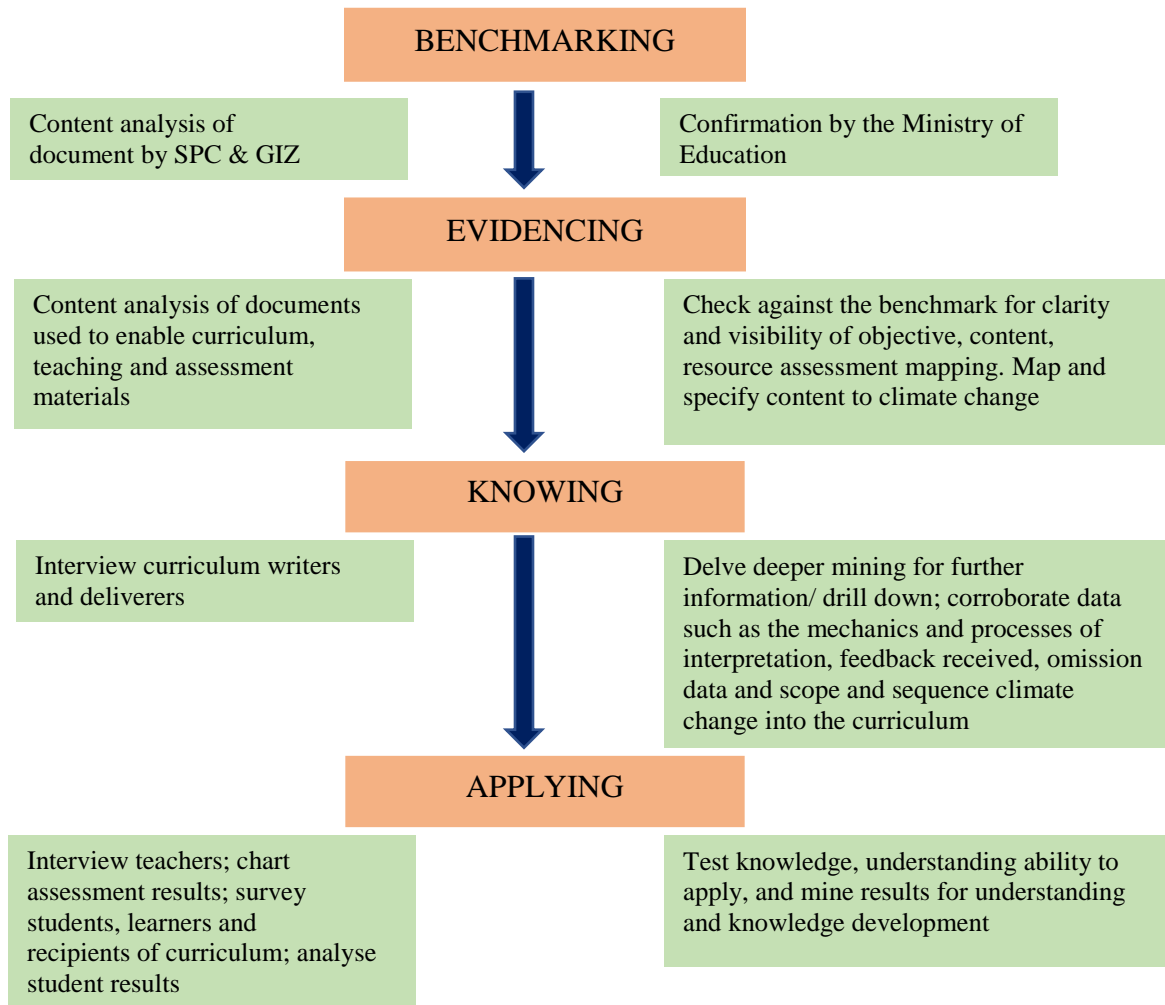 BENCHMARKING
Content analysis of
document by SPC & GIZ
Confirmation by the Ministry of
Education
EVIDENCING
Content analysis of documents
used to enable curriculum,
teaching and assessment
materials
Check against the benchmark for clarity
and visibility of objective, content,
resource assessment mapping. Map and
specify content to climate change
KNOWING
Interview curriculum writers
and deliverers
Delve deeper mining for further
information/ drill down; corroborate data
such as the mechanics and processes of
interpretation, feedback received, omission
data and scope and sequence climate
change into the curriculum
APPLYING
Interview teachers; chart
assessment results; survey
students, learners and
recipients of curriculum; analyse
student results
Test knowledge, understanding ability to
apply, and mine results for understanding
and knowledge development